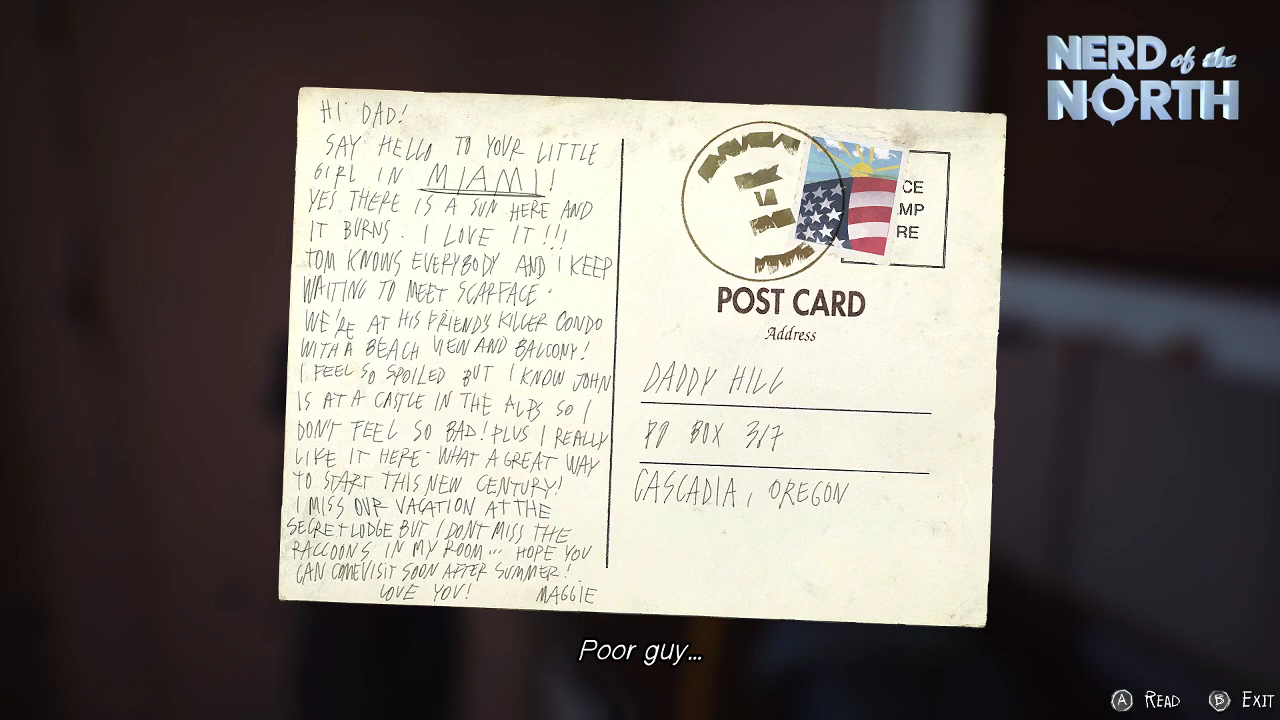 NERD of the
NORTH
HI DAD!
SAY HELLO TO YOUR LITTLE
GIRL IN MIAMI!
YES THERE IS A SUN HERE AND
IT BURNS. I LOVE IT!!!
TOM KNOWS EVERYBODY AND I KEEP
WAITING TO MEET SCARFACE.
WE'RE AT HIS FRIENDS KILLER CONDO
WITH A BEACH VIEW AND BALCONY!
I FEEL SO SPOILED BUT I KNOW JOHN
IS AT A CASTLE IN THE ALPS SO I
DON'T FEEL SO BAD! PLUS I REALLY
LIKE IT HERE. WHAT A GREAT WAY
TO START THIS NEW CENTURY!
I MISS OUR VACATION AT THE
SECRET LODGE BUT I DONT MISS THE
RACCOONS IN MY ROOM... HOPE YOU
CAN COME VISIT SOON AFTER SUMMER!
LOVE YOU! MAGGIE
CE
MP
RE
POST CARD
Address
DADDY HILL
PO BOX 317
CASCADIA, OREGON
Poor guy...
A READ B EXIT